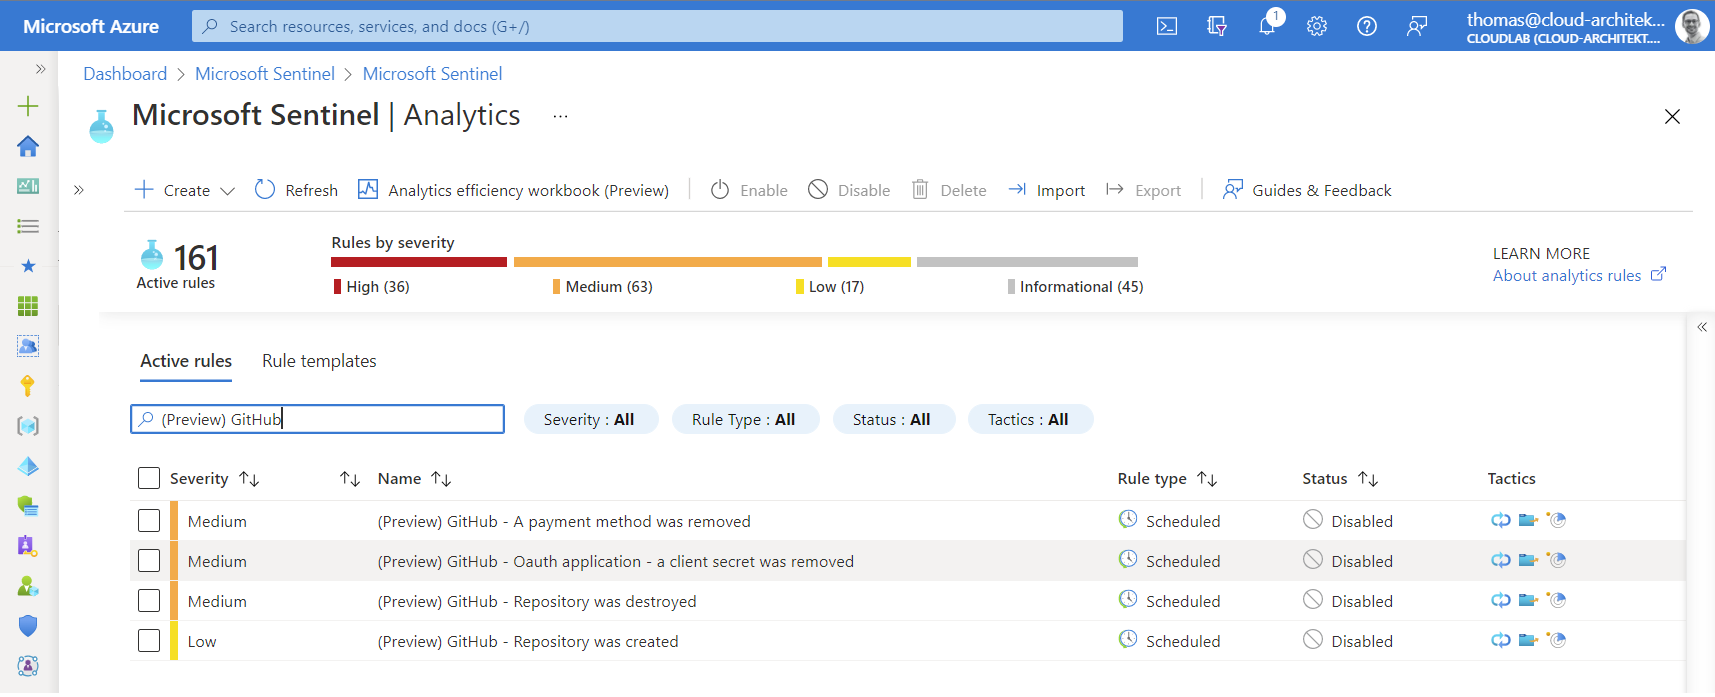 Microsoft Azure
Search resources, services, and docs (G+/)
1
thomas@cloud-architek...
CLOUDLAB (CLOUD-ARCHITEKT....
Dashboard > Microsoft Sentinel > Microsoft Sentinel
Microsoft Sentinel | Analytics ...
Create Refresh Analytics efficiency workbook (Preview) Enable Disable Delete Import Export Guides & Feedback
161
Active rules
Rules by severity
High (36) Medium (63) Low (17) Informational (45)
LEARN MORE
About analytics rules
Active rules Rule templates
(Preview) GitHub Severity : All Rule Type : All Status : All Tactics : All
Severity Name Rule type Status Tactics
Medium (Preview) GitHub - A payment method was removed Scheduled Disabled
Medium (Preview) GitHub - Oauth application - a client secret was removed Scheduled Disabled
Medium (Preview) GitHub - Repository was destroyed Scheduled Disabled
Low (Preview) GitHub - Repository was created Scheduled Disabled